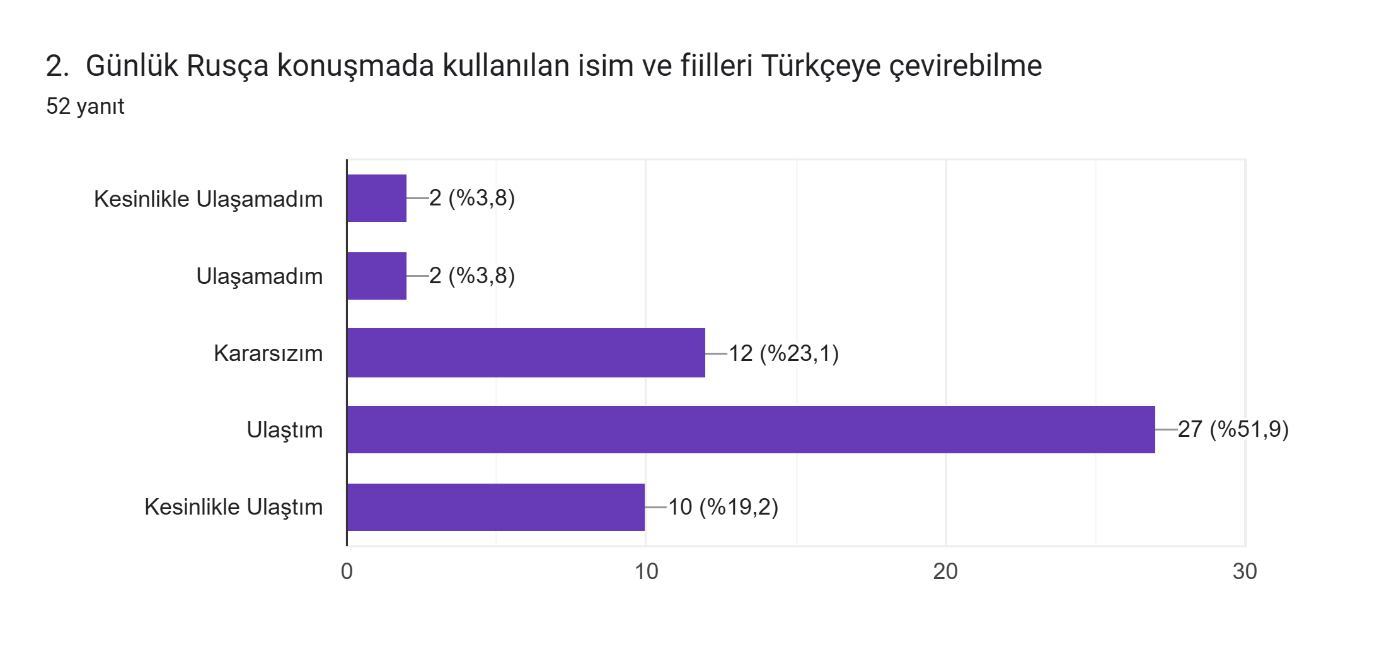 2. Günlük Rusça konuşmada kullanılan isim ve fiilleri Türkçeye çevirebilme
52 yanıt
Kesinlikle Ulaşamadım 2 (%3,8)
Ulaşamadım 2 (%3,8)
Kararsızım 12 (%23,1)
Ulaştım 27 (%51,9)
Kesinlikle Ulaştım 10 (%19,2)
0 10 20 30